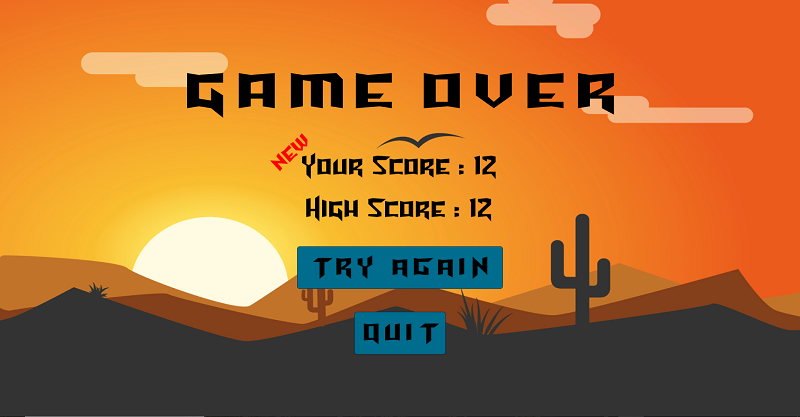 GAME OVER
NEW
YOUR SCORE : 12
HIGH SCORE : 12
TRY AGAIN
QUIT